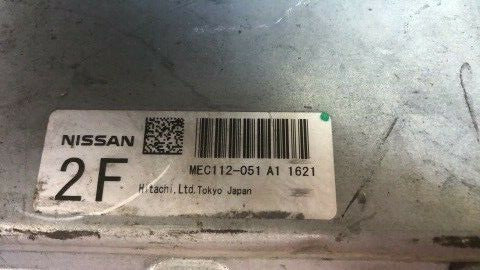 NISSAN
2F
MEC112-051 A1 1621
Hitachi,Ltd.Tokyo Japan